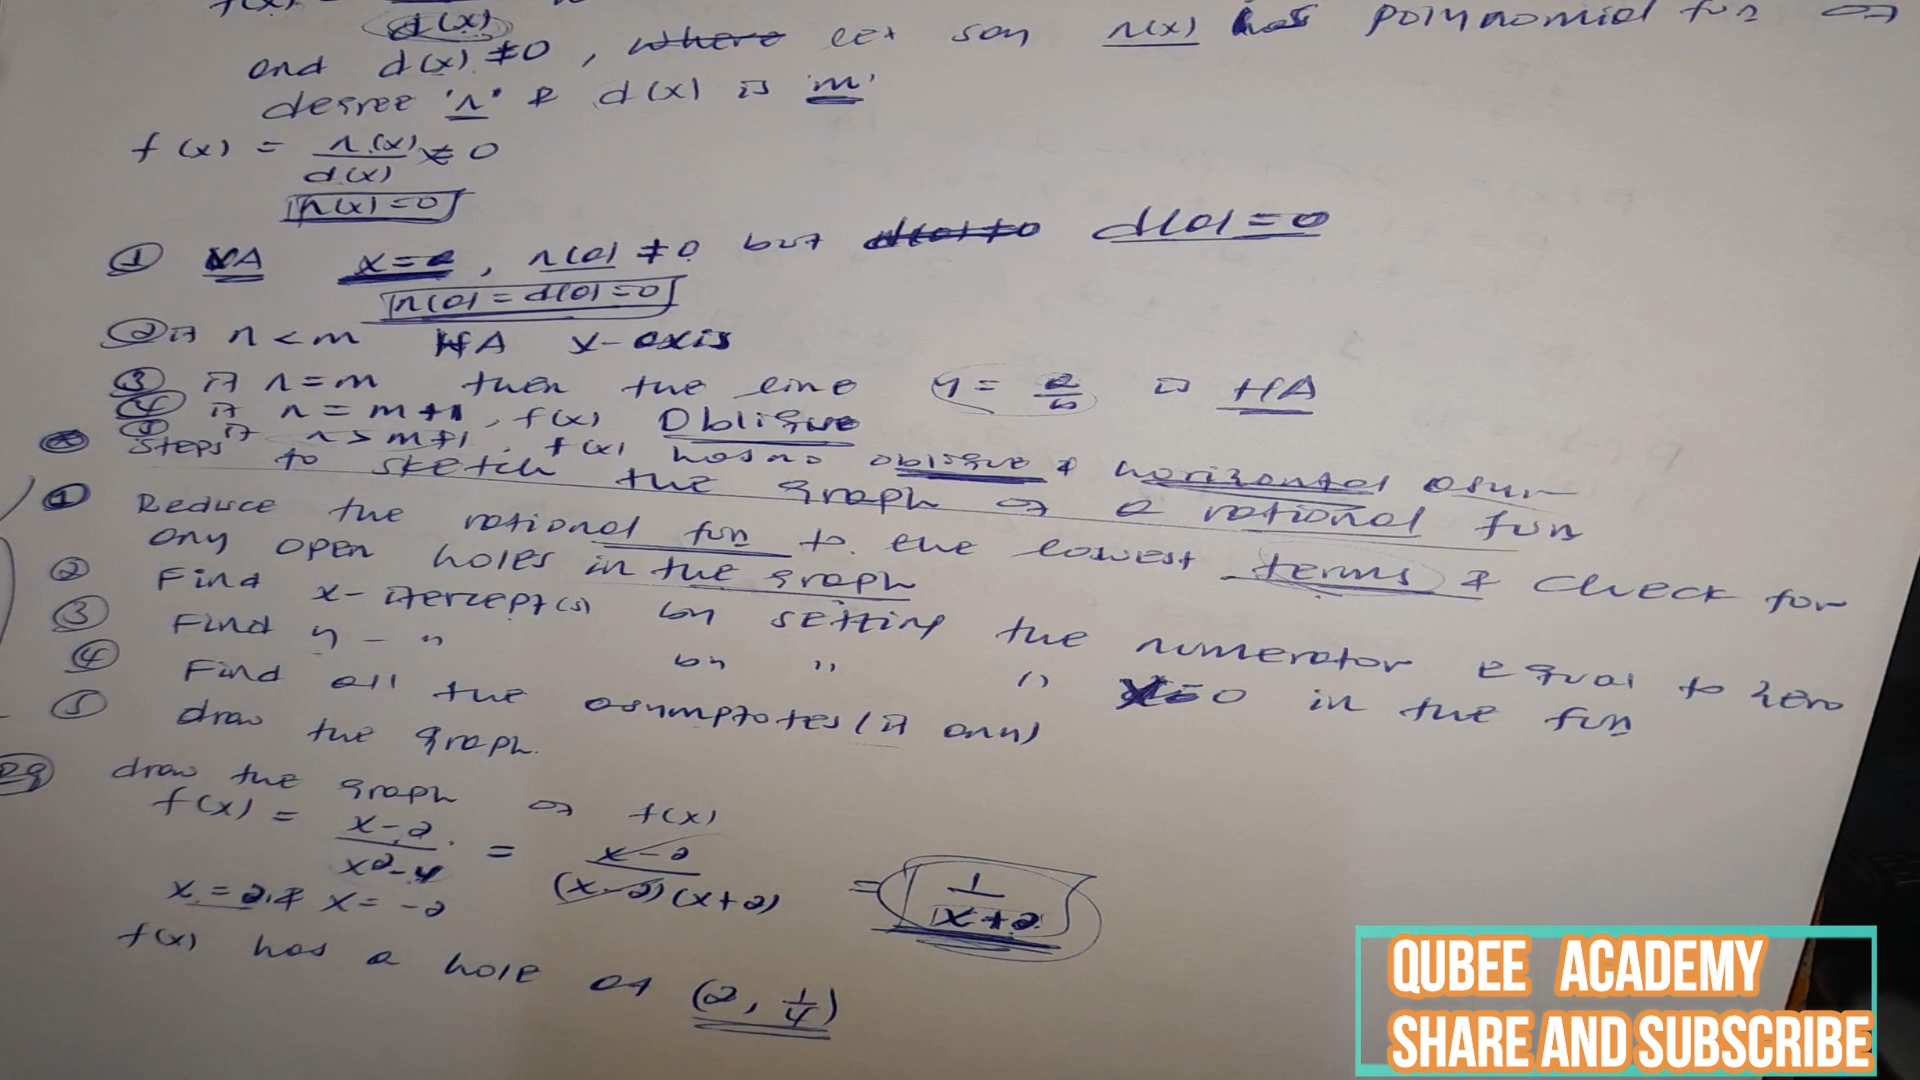 f(x) =
d(x)
and d(x) ≠ 0, where let say n(x) has polynomial fun of
degree 'n' & d(x) is 'm'
f(x) = n(x)/d(x) ≠ 0
n(x) = 0
① VA x=a, n(a) ≠ 0 but d(a)≠0 d(a) = 0
n(a) = d(a) = 0
② if n < m HA x-axis
③ if n = m then the line y = a/b is HA
④ if n = m+1, f(x) Oblique
⑤ if n > m+1, f(x) has no oblique & horizontal asym
* Steps to sketch the graph of a rational fun
① Reduce the rational fun to the lowest terms & check for
any open holes in the graph
② Find x-itercept(s) by setting the numerator equal to zero
③ Find y - " by " " x=0 in the fun
④ Find all the asymptotes (if any)
⑤ draw the graph.
eg draw the graph of f(x)
f(x) = x-2/x²-4 = x-2/(x-2)(x+2) = 1/x+2
x = 2 & x = -2
f(x) has a hole at (2, 1/4)
QUBEE ACADEMY
SHARE AND SUBSCRIBE